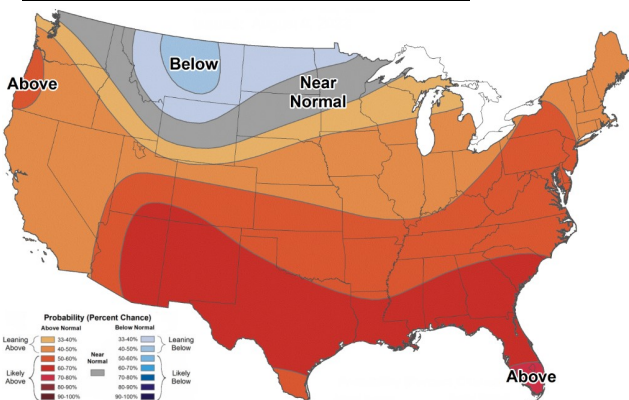 Below
Above
Near
Normal
Above
Probability (Percent Chance)
Above Normal
Below Normal
Leaning
Above
33-40%
40-50%
Likely
Above
50-60%
60-70%
70-80%
80-90%
90-100%
Near
Normal
33-40%
40-50%
Leaning
Below
50-60%
60-70%
70-80%
80-90%
90-100%
Likely
Below